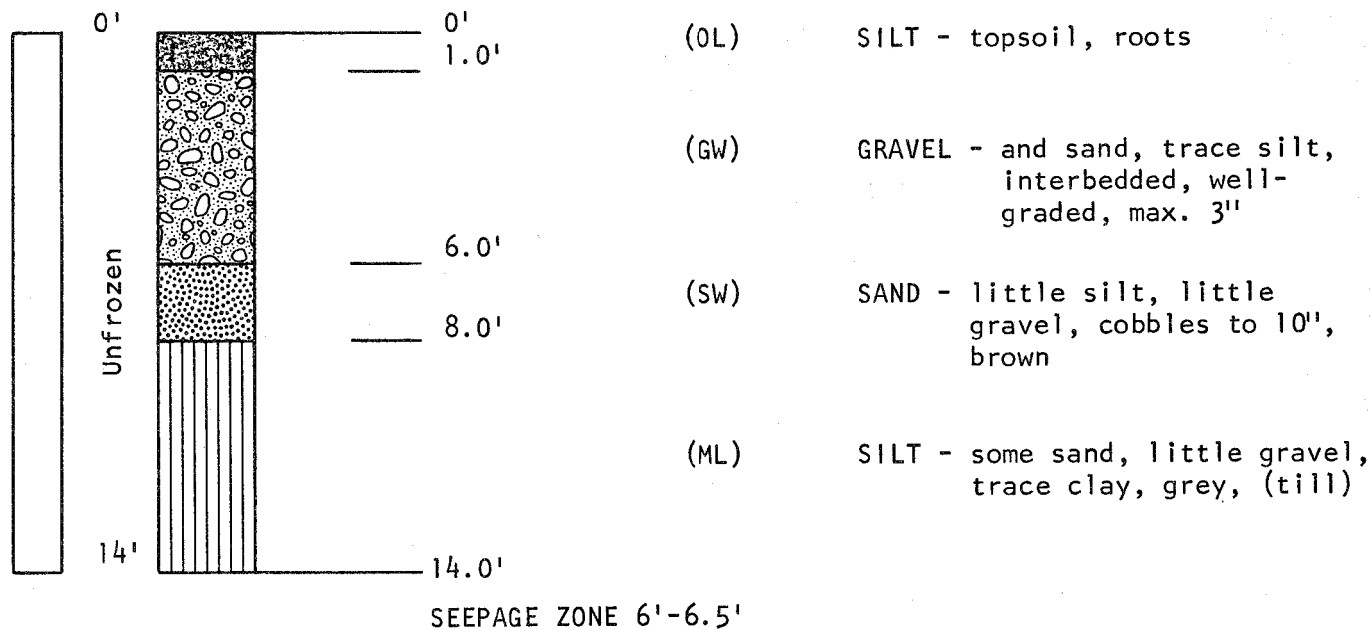 0' 0' (OL) SILT - topsoil, roots
1.0'
(GW) GRAVEL - and sand, trace silt,
interbedded, well-
graded, max. 3"
6.0'
(SW) SAND - little silt, little
gravel, cobbles to 10",
brown
8.0'
Unfrozen
(ML) SILT - some sand, little gravel,
trace clay, grey, (till)
14' 14.0'
SEEPAGE ZONE 6'-6.5'